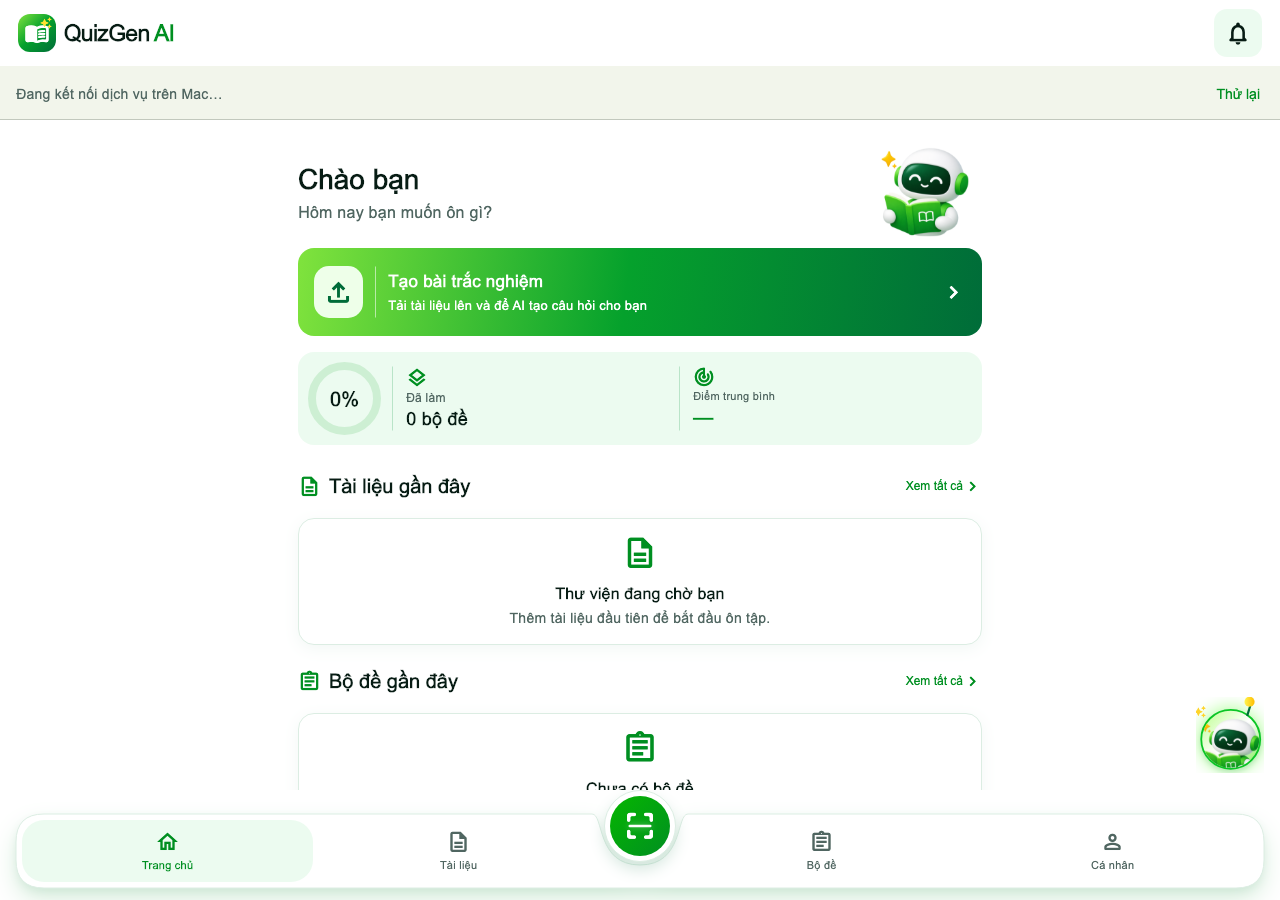 QuizGen AI
Đang kết nối dịch vụ trên Mac...
Thử lại
Chào bạn
Hôm nay bạn muốn ôn gì?
Tạo bài trắc nghiệm
Tải tài liệu lên và để AI tạo câu hỏi cho bạn
0%
Đã làm
0 bộ đề
Điểm trung bình
—
Tài liệu gần đây
Xem tất cả
Thư viện đang chờ bạn
Thêm tài liệu đầu tiên để bắt đầu ôn tập.
Bộ đề gần đây
Xem tất cả
Chưa có bộ đề
Trang chủ
Tài liệu
Bộ đề
Cá nhân